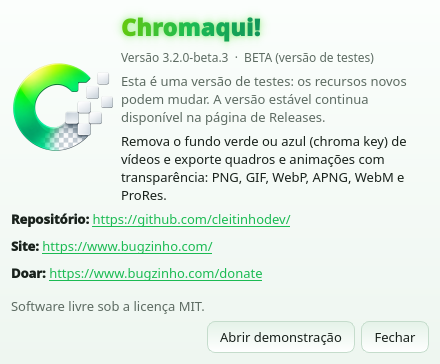 Chromaqui!
Versão 3.2.0-beta.3 · BETA (versão de testes)
Esta é uma versão de testes: os recursos novos
podem mudar. A versão estável continua
disponível na página de Releases.
Remova o fundo verde ou azul (chroma key) de
vídeos e exporte quadros e animações com
transparência: PNG, GIF, WebP, APNG, WebM e
ProRes.
Repositório: https://github.com/cleitinhodev/
Site: https://www.bugzinho.com/
Doar: https://www.bugzinho.com/donate
Software livre sob a licença MIT.
Abrir demonstração Fechar